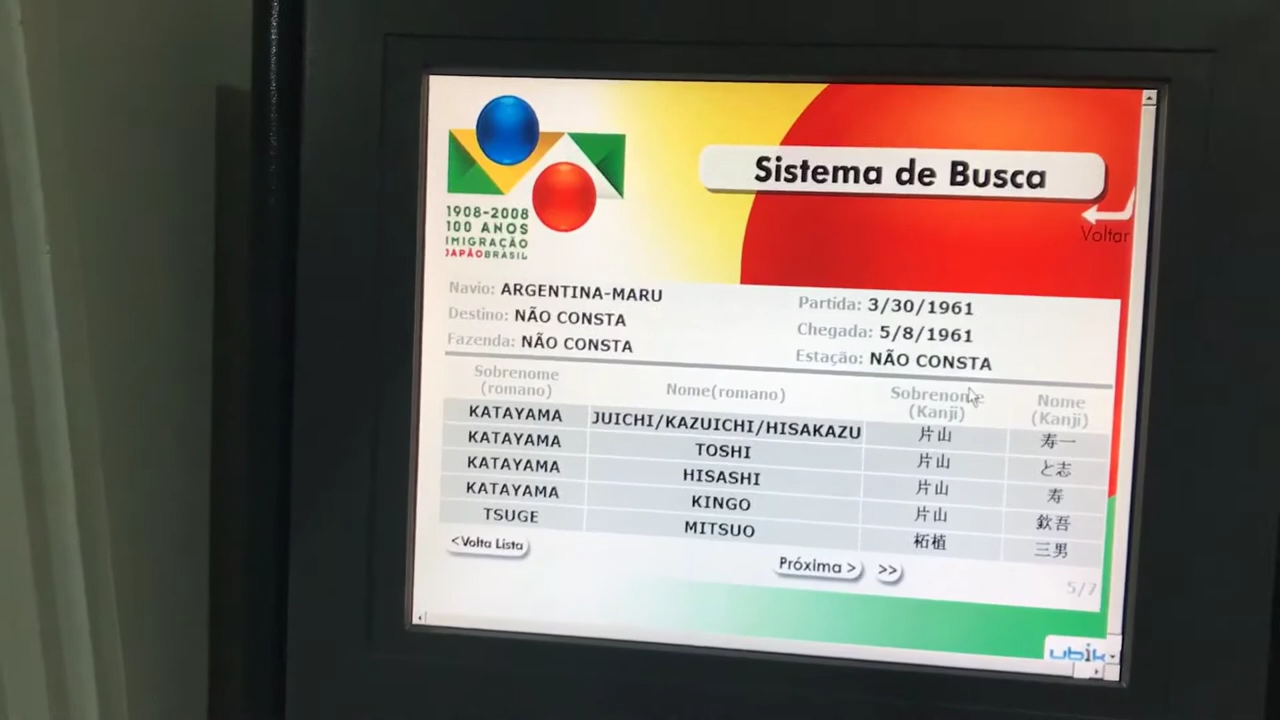 Sistema de Busca
Voltar
1908-2008
100 ANOS
IMIGRAÇÃO
JAPÃOBRASIL
Navio: ARGENTINA-MARU
Partida: 3/30/1961
Destino: NÃO CONSTA
Chegada: 5/8/1961
Fazenda: NÃO CONSTA
Estação: NÃO CONSTA
Sobrenome (romano) Nome(romano) Sobrenome (Kanji) Nome (Kanji)
KATAYAMA JUICHI/KAZUICHI/HISAKAZU 片山 寿一
KATAYAMA TOSHI 片山 と志
KATAYAMA HISASHI 片山 寿
KATAYAMA KINGO 片山 欽吾
TSUGE MITSUO 柘植 三男
<Volta Lista
Próxima > >>
5/7
ubik